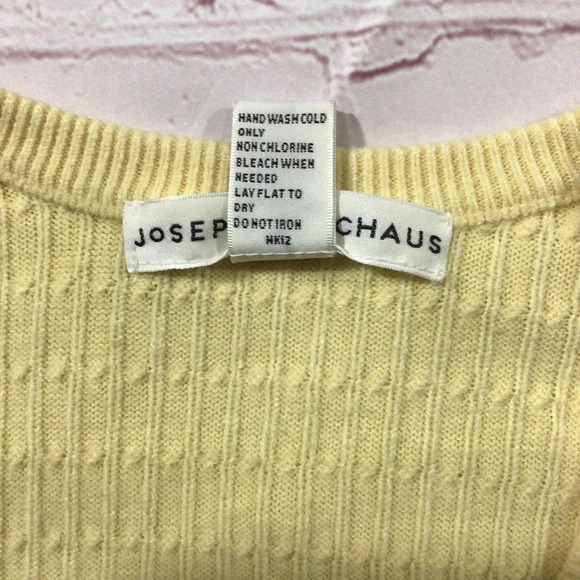 HAND WASH COLD
ONLY
NON CHLORINE
BLEACH WHEN
NEEDED
LAY FLAT TO
DRY
DO NOT IRON
HK12
JOSEP CHAUS